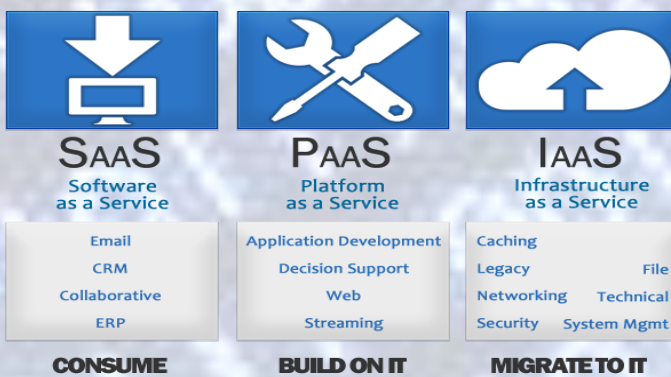 SAAS
Software
as a Service
Email
CRM
Collaborative
ERP
CONSUME
PAAS
Platform
as a Service
Application Development
Decision Support
Web
Streaming
BUILD ON IT
IAAS
Infrastructure
as a Service
Caching
Legacy File
Networking Technical
Security System Mgmt
MIGRATE TO IT